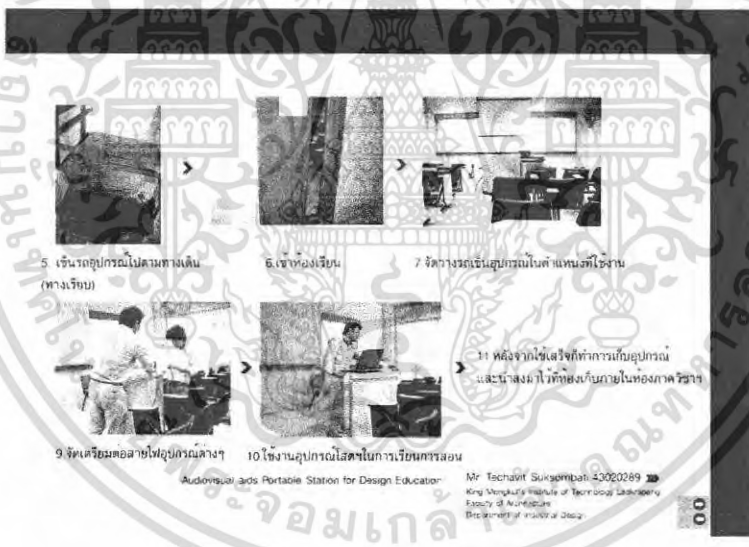 5. เข็นรถอุปกรณ์ไปตามทางเดิน
(ทางเรียบ)
6.เข้าห้องเรียน
7.จัดวางรถเข็นอุปกรณ์ในตำแหนงที่ใช้งาน
9.จัดเตรียมตอสายไฟอุปกรณ์ตางๆ
10.ใช้งานอุปกรณ์โสตฯในการเรียนการสอน
11 หลังจากใช้เสร็จก็ทำการเก็บอุปกรณ์
และนำสงมาไว้ที่ห้องเก็บภายในห้องภาควิชาฯ
Audiovisual aids Portable Station for Design Education
Mr. Techavit Suksombati 43020289
King Mongkut's Institute of Technology Ladkrabang
Faculty of Architecture
Department of Industrial Design